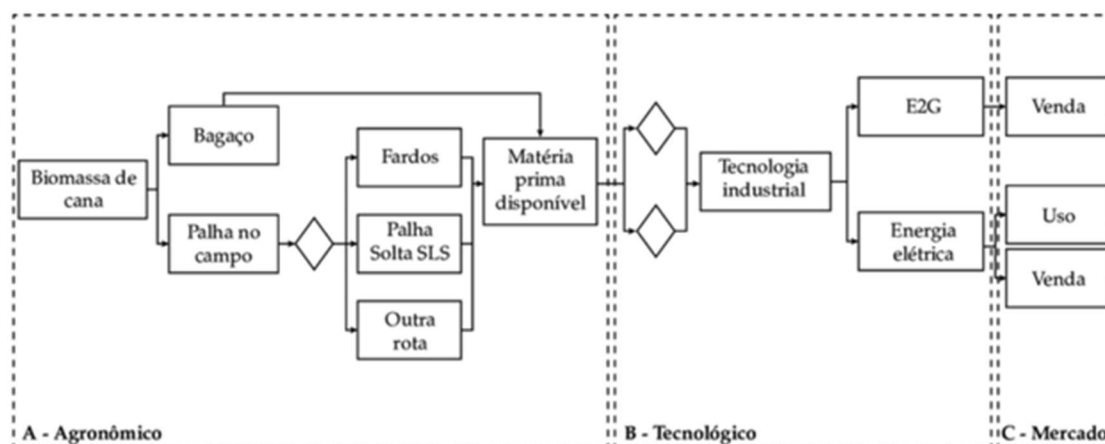 Biomassa de
cana
Bagaço
Palha no
campo
Fardos
Palha
Solta SLS
Outra
rota
Matéria
prima
disponível
Tecnologia
industrial
E2G
Energia
elétrica
Venda
Uso
Venda
A - Agronômico
B - Tecnológico
C - Mercado